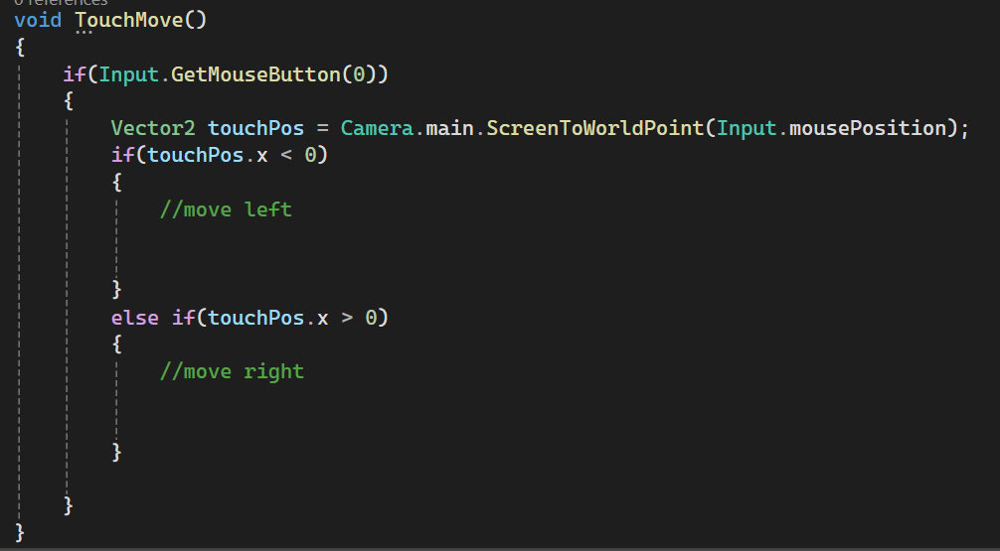 0 references
void TouchMove()
{
if(Input.GetMouseButton(0))
{
Vector2 touchPos = Camera.main.ScreenToWorldPoint(Input.mousePosition);
if(touchPos.x < 0)
{
//move left
}
else if(touchPos.x > 0)
{
//move right
}
}
}